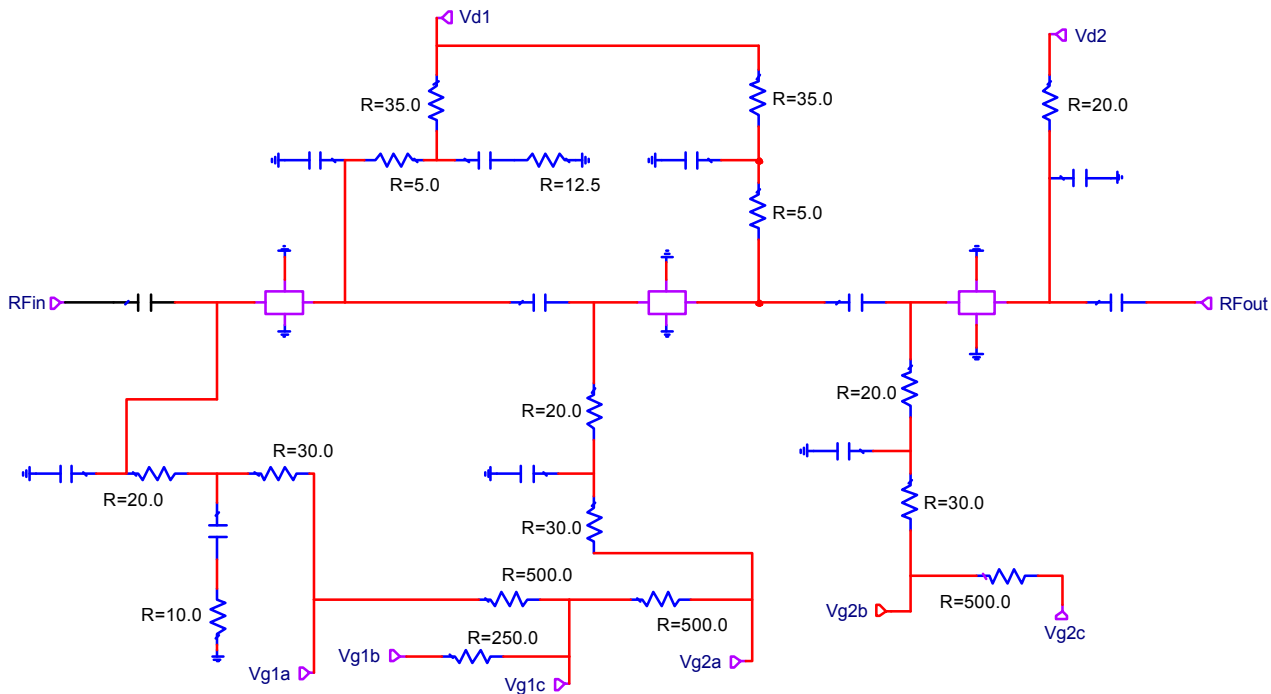 Vd1
Vd2
R=35.0
R=35.0
R=20.0
R=5.0
R=12.5
R=5.0
RFin
RFout
R=20.0
R=20.0
R=30.0
R=20.0
R=30.0
R=30.0
R=500.0
R=500.0
R=10.0
R=500.0
R=250.0
Vg2b
Vg2c
Vg1a
Vg1b
Vg1c
Vg2a